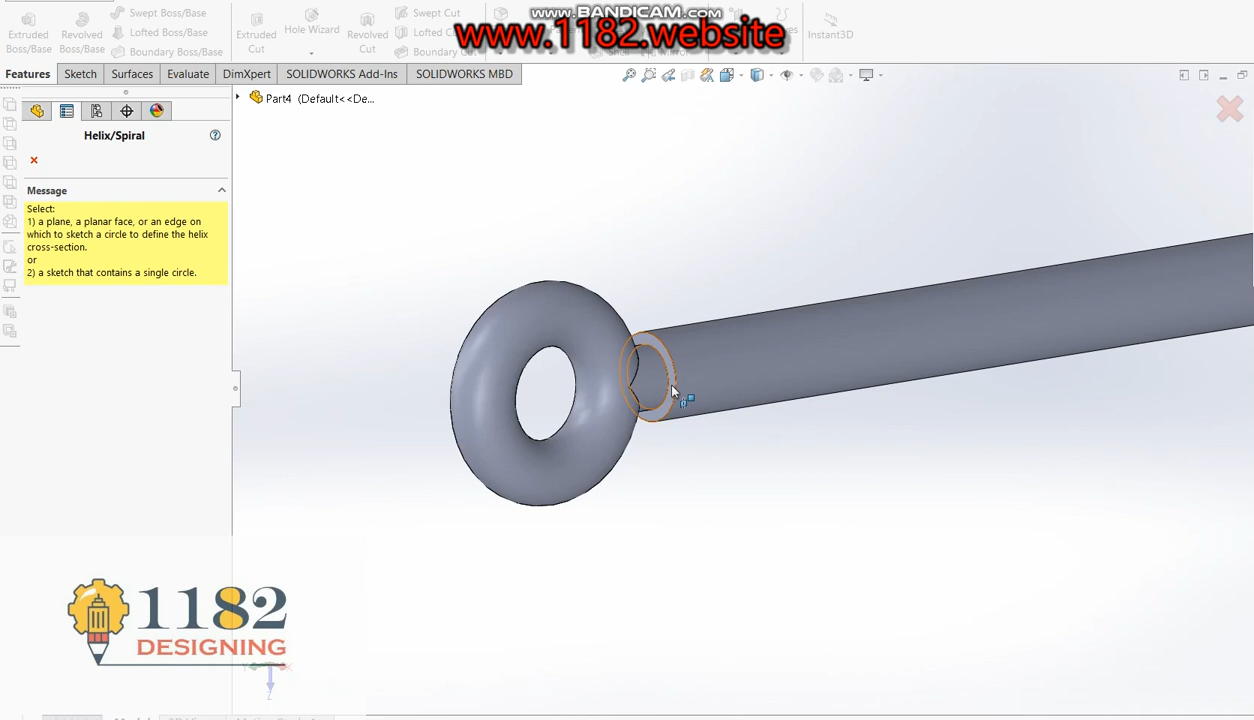 www.BANDICAM.com
www.1182.website
Extruded Boss/Base
Revolved Boss/Base
Swept Boss/Base
Lofted Boss/Base
Boundary Boss/Base
Extruded Cut
Hole Wizard
Revolved Cut
Swept Cut
Lofted
Boundary
Instant3D
Features
Sketch
Surfaces
Evaluate
DimXpert
SOLIDWORKS Add-Ins
SOLIDWORKS MBD
Part4 (Default<<De...
Helix/Spiral
Message
Select:
1) a plane, a planar face, or an edge on
which to sketch a circle to define the helix
cross-section.
or
2) a sketch that contains a single circle.
1182
DESIGNING